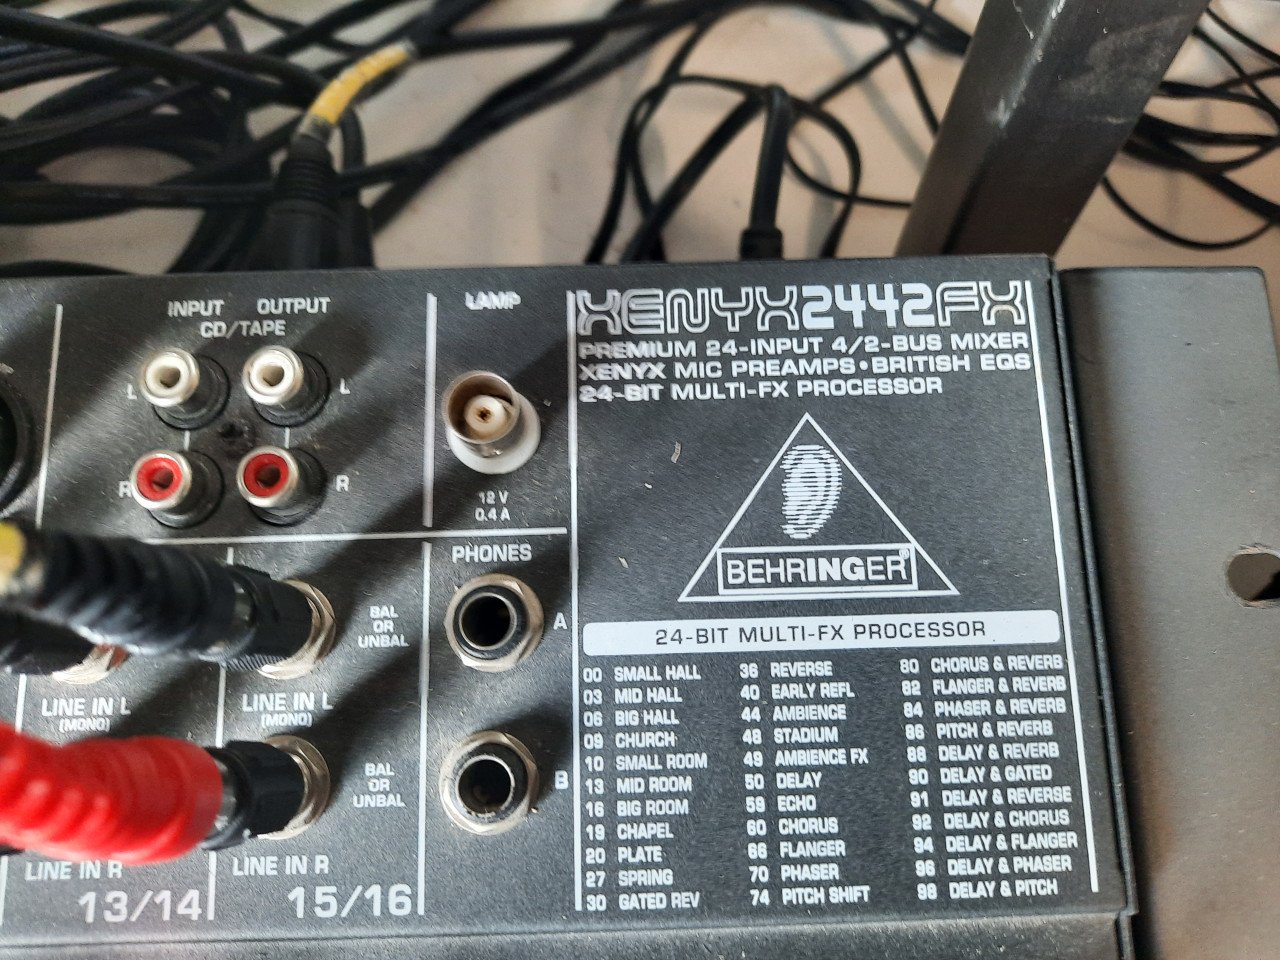 INPUT OUTPUT
CD/TAPE
L L
R R
LAMP
12 V
0.4 A
XENYX2442FX
PREMIUM 24-INPUT 4/2-BUS MIXER
XENYX MIC PREAMPS•BRITISH EQS
24-BIT MULTI-FX PROCESSOR
BEHRINGER®
PHONES
A
B
BAL
OR
UNBAL
LINE IN L
(MONO)
LINE IN L
(MONO)
BAL
OR
UNBAL
LINE IN R
13/14
LINE IN R
15/16
24-BIT MULTI-FX PROCESSOR
00 SMALL HALL
03 MID HALL
06 BIG HALL
09 CHURCH
10 SMALL ROOM
13 MID ROOM
16 BIG ROOM
19 CHAPEL
20 PLATE
27 SPRING
30 GATED REV
36 REVERSE
40 EARLY REFL
44 AMBIENCE
48 STADIUM
49 AMBIENCE FX
50 DELAY
59 ECHO
60 CHORUS
66 FLANGER
70 PHASER
74 PITCH SHIFT
80 CHORUS & REVERB
82 FLANGER & REVERB
84 PHASER & REVERB
86 PITCH & REVERB
88 DELAY & REVERB
90 DELAY & GATED
91 DELAY & REVERSE
92 DELAY & CHORUS
94 DELAY & FLANGER
96 DELAY & PHASER
98 DELAY & PITCH